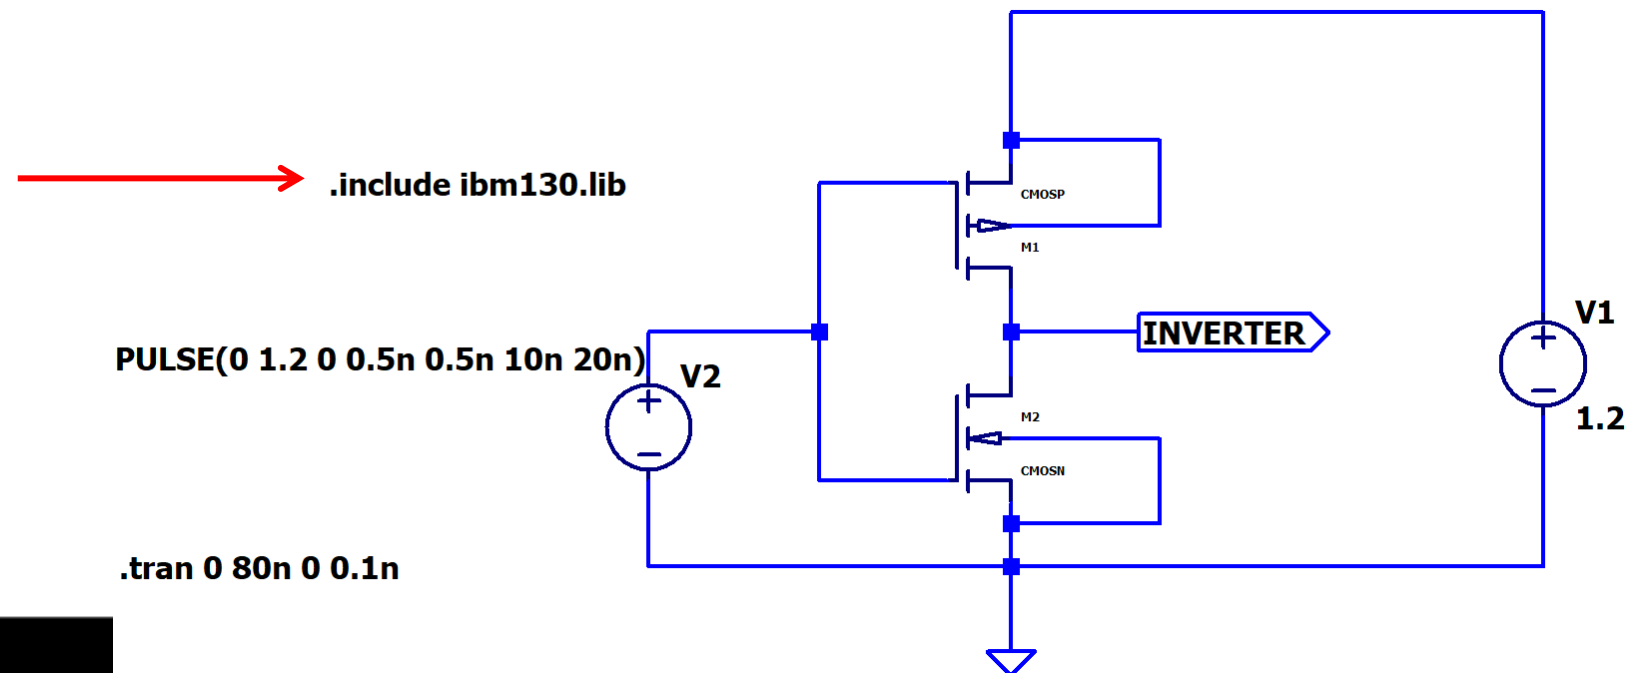 .include ibm130.lib
CMOSP
M1
INVERTER
V1
PULSE(0 1.2 0 0.5n 0.5n 10n 20n)
V2
1.2
M2
CMOSN
.tran 0 80n 0 0.1n